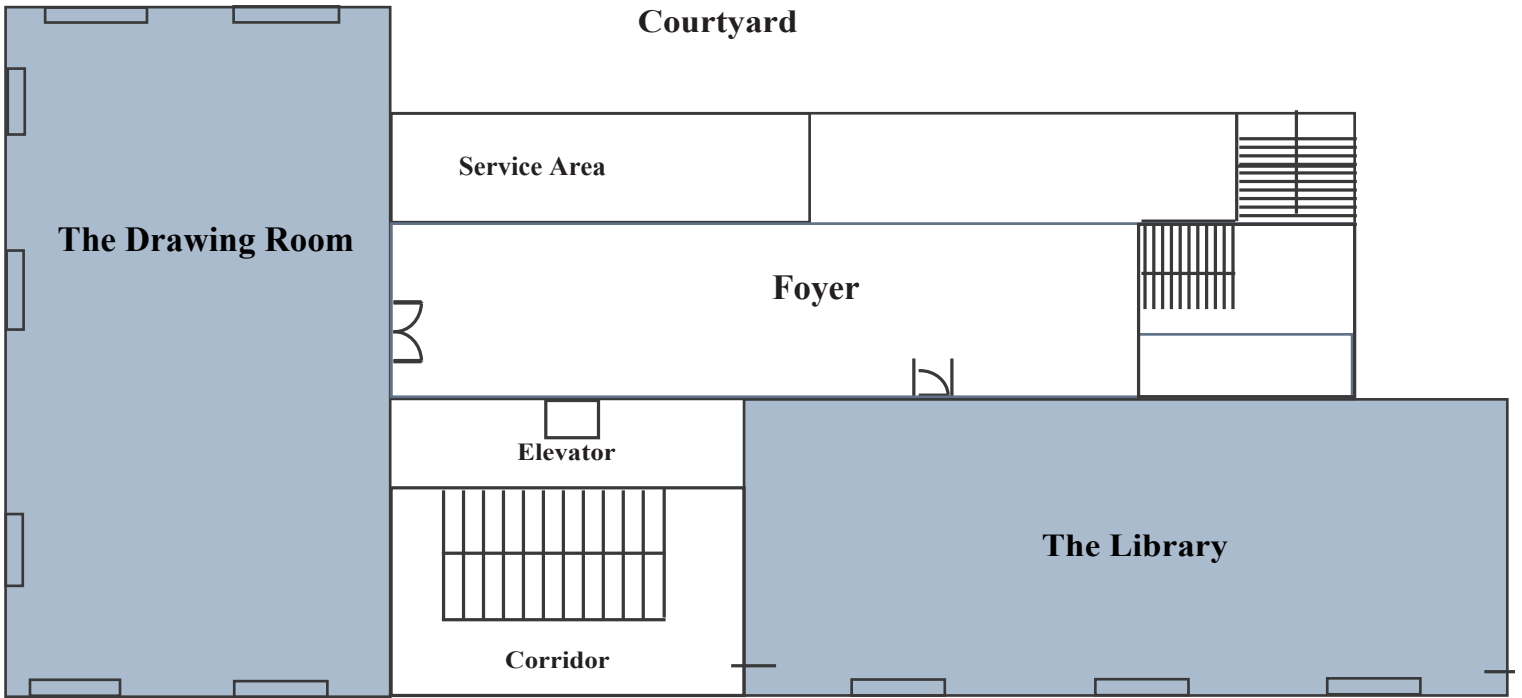 Courtyard
Service Area
The Drawing Room
Foyer
Elevator
The Library
Corridor